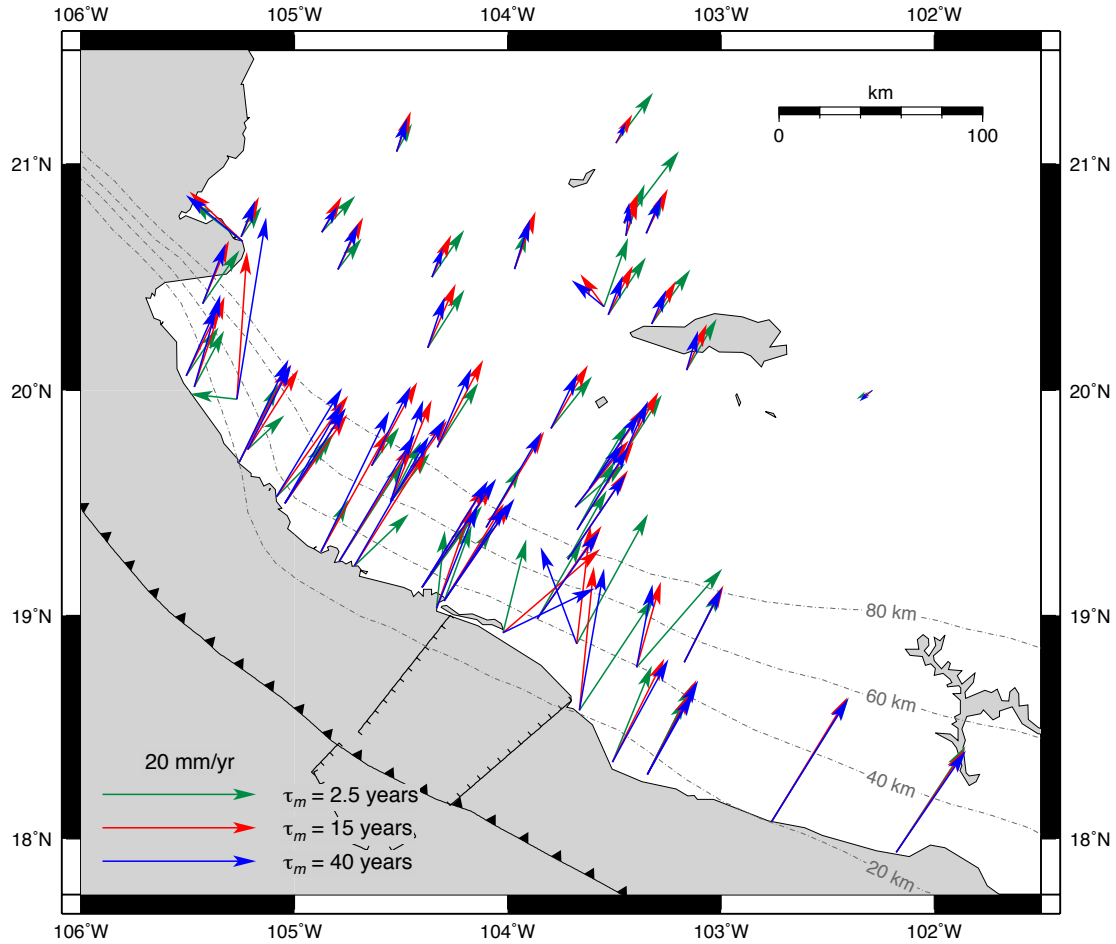 106˚W 105˚W 104˚W 103˚W 102˚W
km
0 100
21˚N 21˚N
20˚N 20˚N
19˚N 19˚N
80 km
60 km
40 km
20 km
20 mm/yr
τm = 2.5 years
τm = 15 years
τm = 40 years
18˚N 18˚N
106˚W 105˚W 104˚W 103˚W 102˚W